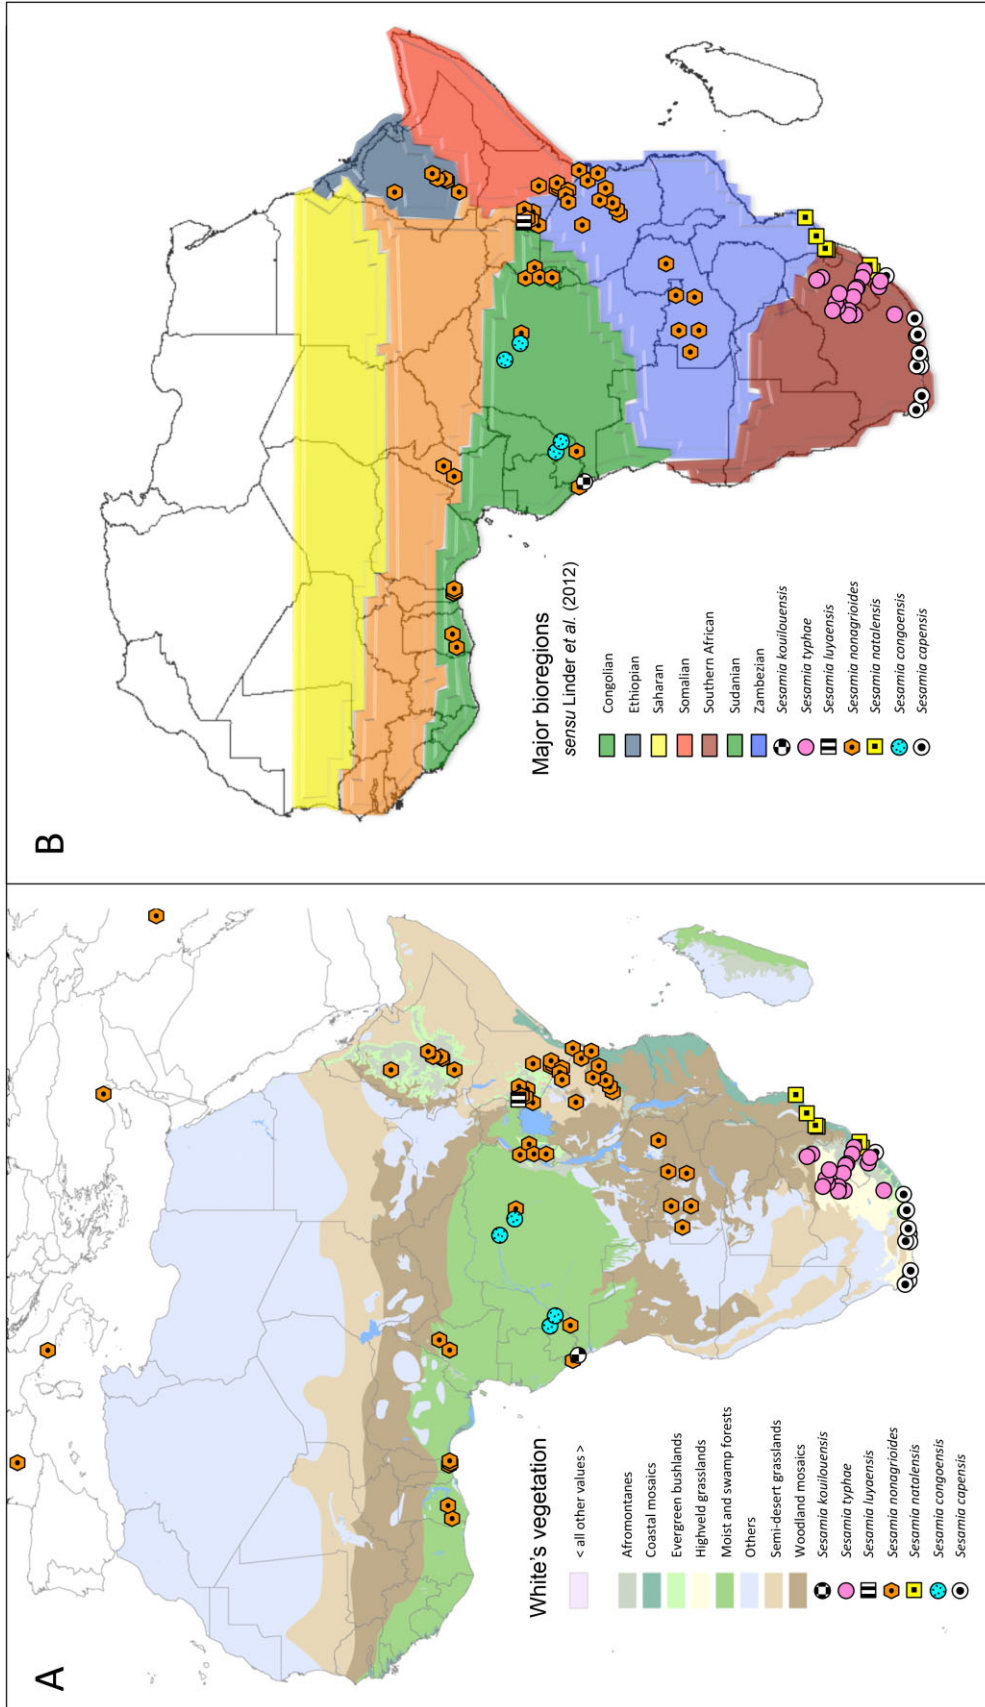 A
White's vegetation
< all other values >
Afromontanes
Coastal mosaics
Evergreen bushlands
Highveld grasslands
Moist and swamp forests
Others
Semi-desert grasslands
Woodland mosaics
Sesamia kouilouensis
Sesamia typhae
Sesamia luyaensis
Sesamia nonagrioides
Sesamia natalensis
Sesamia congoensis
Sesamia capensis
B
Major bioregions
sensu Linder et al. (2012)
Congolian
Ethiopian
Saharan
Somalian
Southern African
Sudanian
Zambezian
Sesamia kouilouensis
Sesamia typhae
Sesamia luyaensis
Sesamia nonagrioides
Sesamia natalensis
Sesamia congoensis
Sesamia capensis